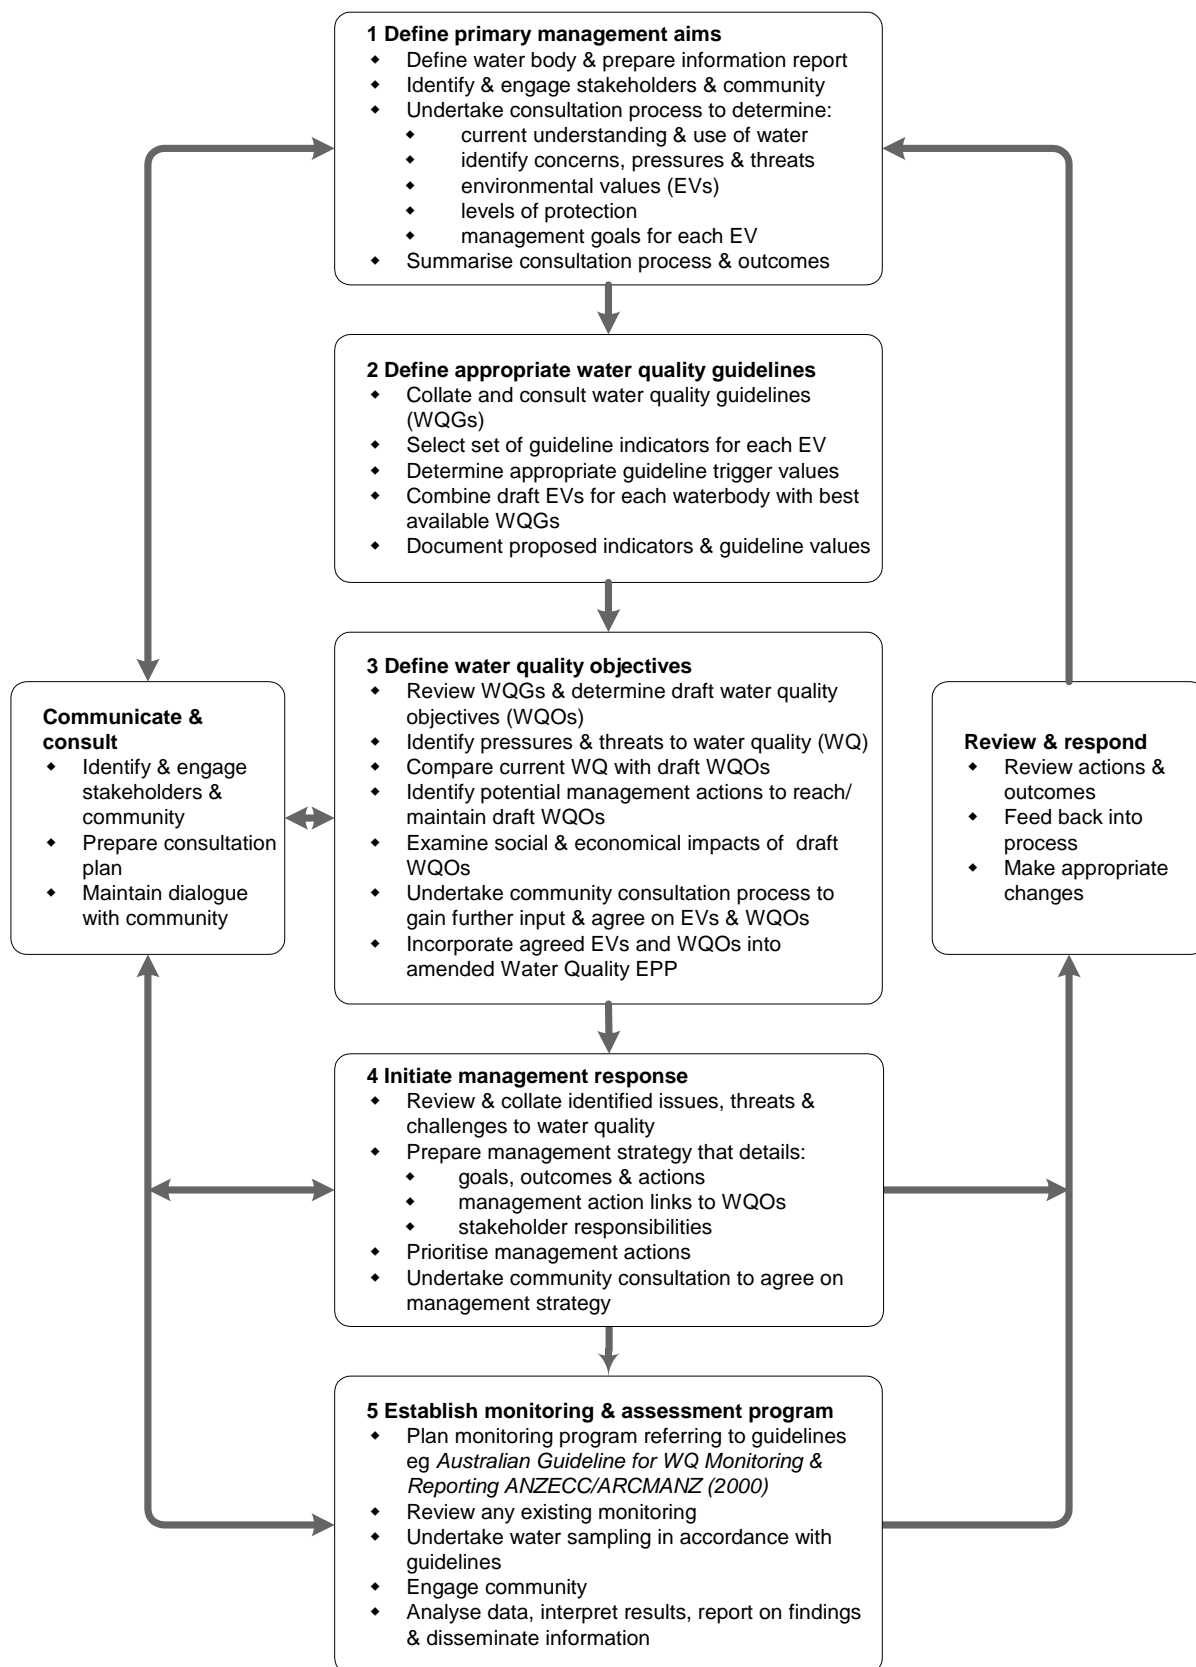 1 Define primary management aims
◆ Define water body & prepare information report
◆ Identify & engage stakeholders & community
◆ Undertake consultation process to determine:
◆ current understanding & use of water
◆ identify concerns, pressures & threats
◆ environmental values (EVs)
◆ levels of protection
◆ management goals for each EV
◆ Summarise consultation process & outcomes
2 Define appropriate water quality guidelines
◆ Collate and consult water quality guidelines
(WQGs)
◆ Select set of guideline indicators for each EV
◆ Determine appropriate guideline trigger values
◆ Combine draft EVs for each waterbody with best
available WQGs
◆ Document proposed indicators & guideline values
3 Define water quality objectives
◆ Review WQGs & determine draft water quality
objectives (WQOs)
◆ Identify pressures & threats to water quality (WQ)
◆ Compare current WQ with draft WQOs
◆ Identify potential management actions to reach/
maintain draft WQOs
◆ Examine social & economical impacts of  draft
WQOs
◆ Undertake community consultation process to
gain further input & agree on EVs & WQOs
◆ Incorporate agreed EVs and WQOs into
amended Water Quality EPP
Communicate &
consult
◆ Identify & engage
stakeholders &
community
◆ Prepare consultation
plan
◆ Maintain dialogue
with community
Review & respond
◆ Review actions &
outcomes
◆ Feed back into
process
◆ Make appropriate
changes
4 Initiate management response
◆ Review & collate identified issues, threats &
challenges to water quality
◆ Prepare management strategy that details:
◆ goals, outcomes & actions
◆ management action links to WQOs
◆ stakeholder responsibilities
◆ Prioritise management actions
◆ Undertake community consultation to agree on
management strategy
5 Establish monitoring & assessment program
◆ Plan monitoring program referring to guidelines
eg Australian Guideline for WQ Monitoring &
Reporting ANZECC/ARCMANZ (2000)
◆ Review any existing monitoring
◆ Undertake water sampling in accordance with
guidelines
◆ Engage community
◆ Analyse data, interpret results, report on findings
& disseminate information